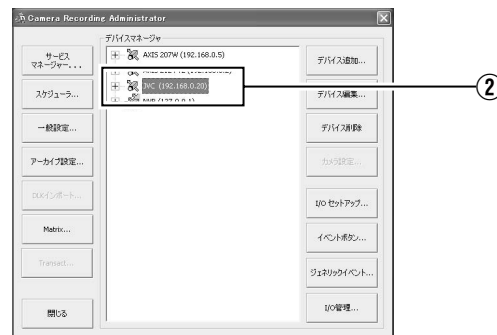 Camera Recording Administrator
デバイスマネージャ
サービス
マネージャー...
スケジューラ...
一般設定...
アーカイブ設定...
Matrix...
Transact...
閉じる
AXIS 207W (192.168.0.5)
JVC (192.168.0.20)
デバイス追加...
デバイス編集...
デバイス削除
カメラ設定...
I/O セットアップ...
イベントボタン...
ジェネリックイベント...
I/O管理...
②